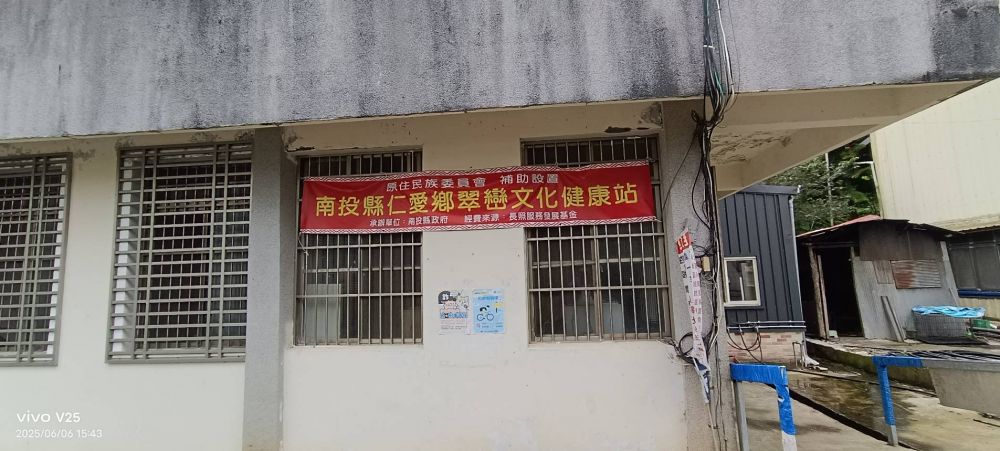 原住民族委員會 補助設置
南投縣仁愛鄉翠巒文化健康站
承辦單位：南投縣政府 經費來源：長照服務發展基金
vivo V25
2025/06/06 15:43